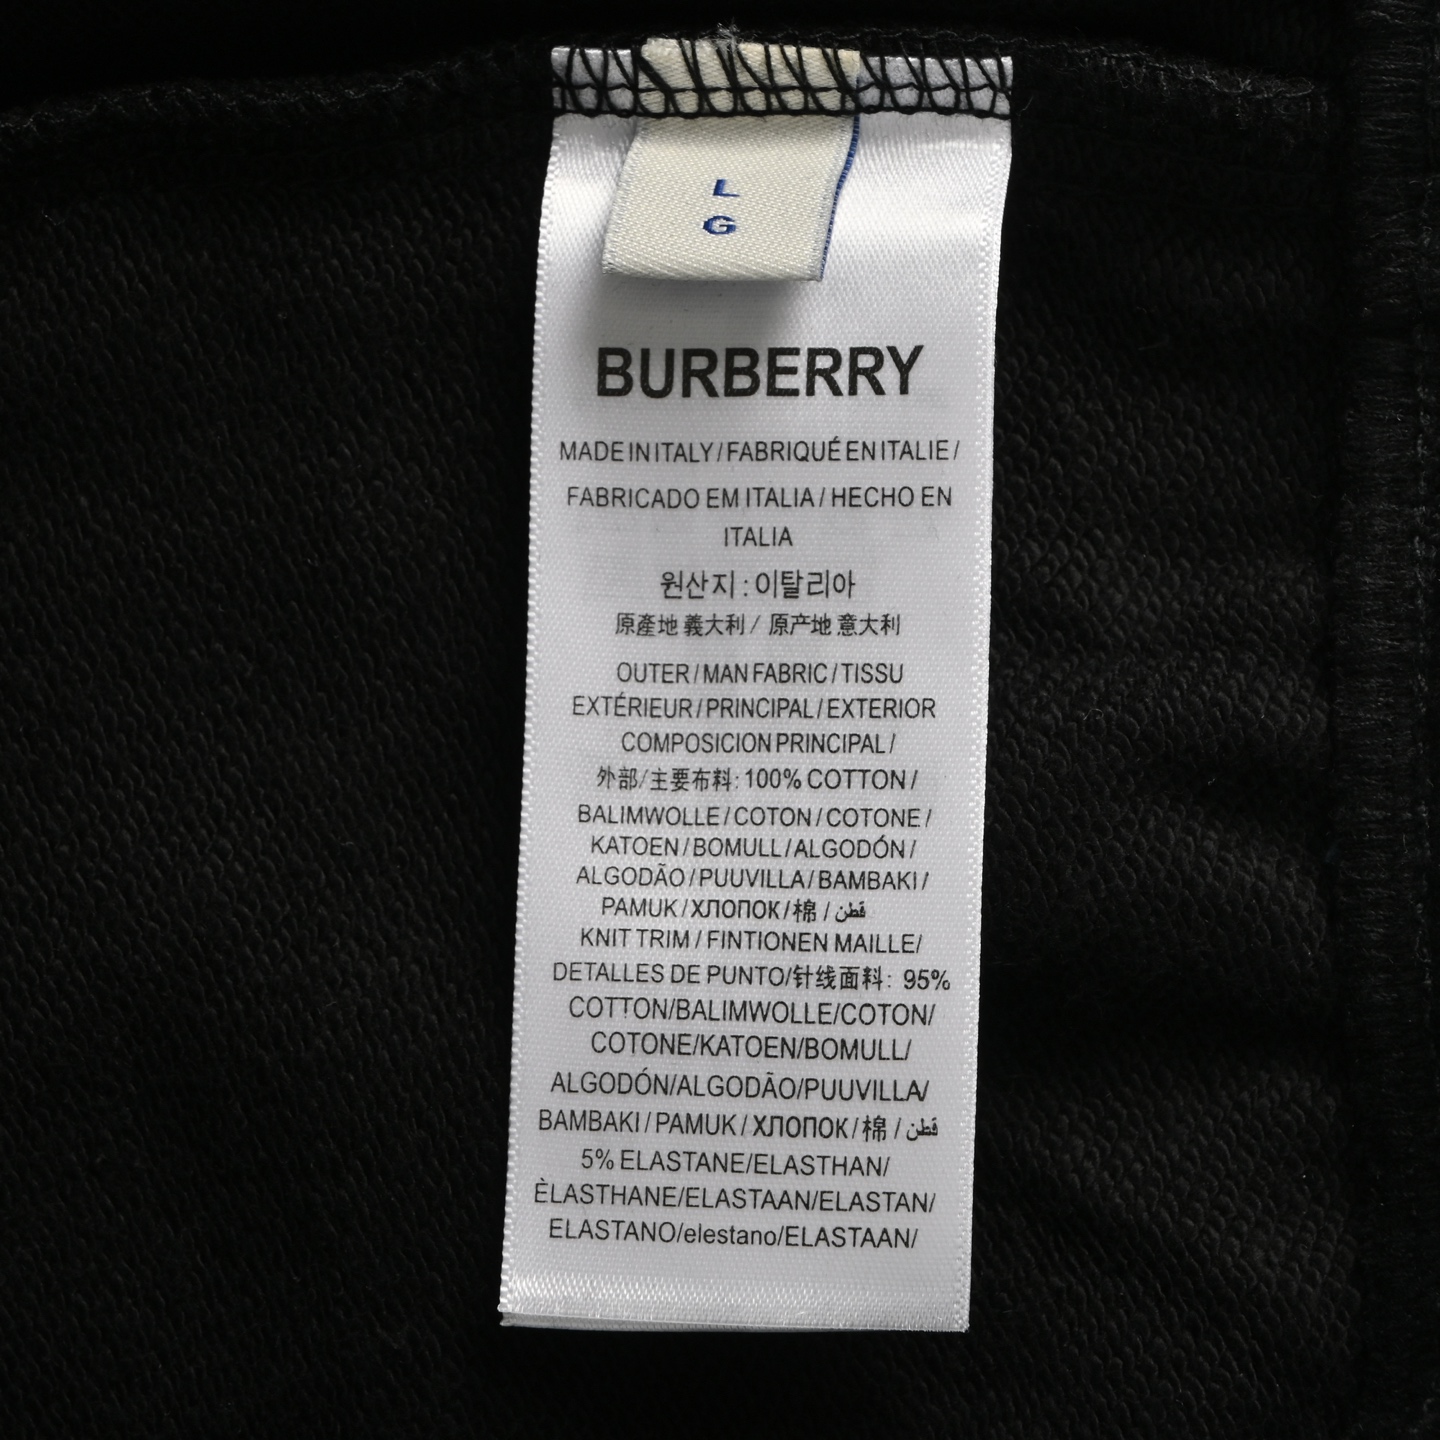 L
G
BURBERRY
MADE IN ITALY / FABRIQUÉ EN ITALIE /
FABRICADO EM ITALIA / HECHO EN
ITALIA
원산지 : 이탈리아
原產地 義大利 / 原产地 意大利
OUTER / MAN FABRIC / TISSU
EXTÉRIEUR / PRINCIPAL / EXTERIOR
COMPOSICION PRINCIPAL /
外部/主要布料: 100% COTTON /
BALIMWOLLE / COTON / COTONE /
KATOEN / BOMULL / ALGODÓN /
ALGODÃO / PUUVILLA / BAMBAKI /
PAMUK / ХЛОПОК / 棉 / قطن
KNIT TRIM / FINTIONEN MAILLE/
DETALLES DE PUNTO/针线面料: 95%
COTTON/BALIMWOLLE/COTON/
COTONE/KATOEN/BOMULL/
ALGODÓN/ALGODÃO/PUUVILLA/
BAMBAKI / PAMUK / ХЛОПОК / 棉 / قطن
5% ELASTANE/ELASTHAN/
ÈLASTHANE/ELASTAAN/ELASTAN/
ELASTANO/elestano/ELASTAAN/